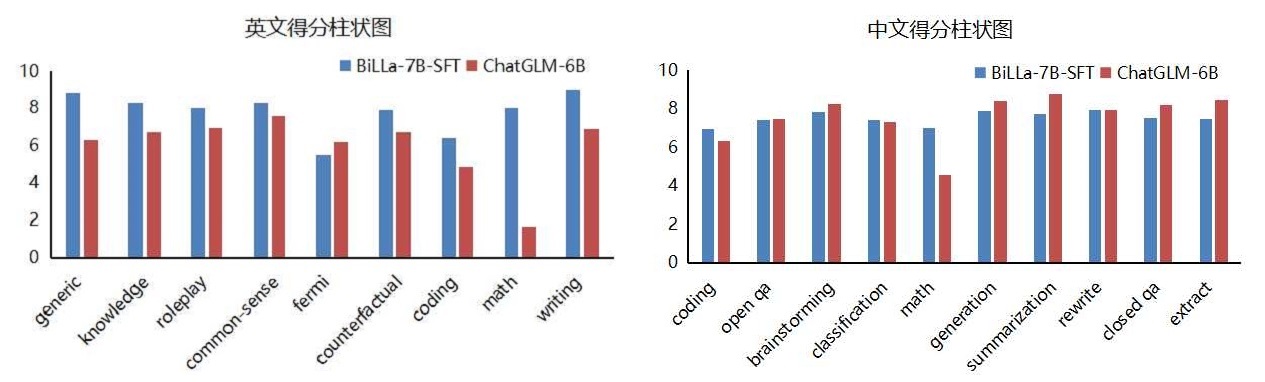 英文得分柱状图
BiLLa-7B-SFT ChatGLM-6B
10
8
6
4
2
0
generic knowledge roleplay common-sense fermi counterfactual coding math writing
中文得分柱状图
BiLLa-7B-SFT ChatGLM-6B
10
8
6
4
2
0
coding open qa brainstorming classification math generation summarization rewrite closed qa extract